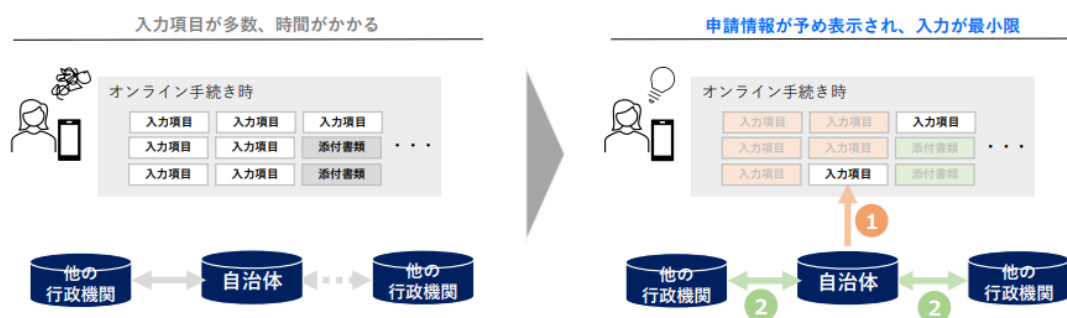 入力項目が多数、時間がかかる
オンライン手続き時
入力項目 入力項目 入力項目
入力項目 入力項目 添付書類 ・・・
入力項目 入力項目 添付書類
他の
行政機関
自治体
他の
行政機関
申請情報が予め表示され、入力が最小限
オンライン手続き時
入力項目 入力項目 入力項目
入力項目 入力項目 添付書類 ・・・
入力項目 入力項目 添付書類
1
他の
行政機関
2
自治体
2
他の
行政機関